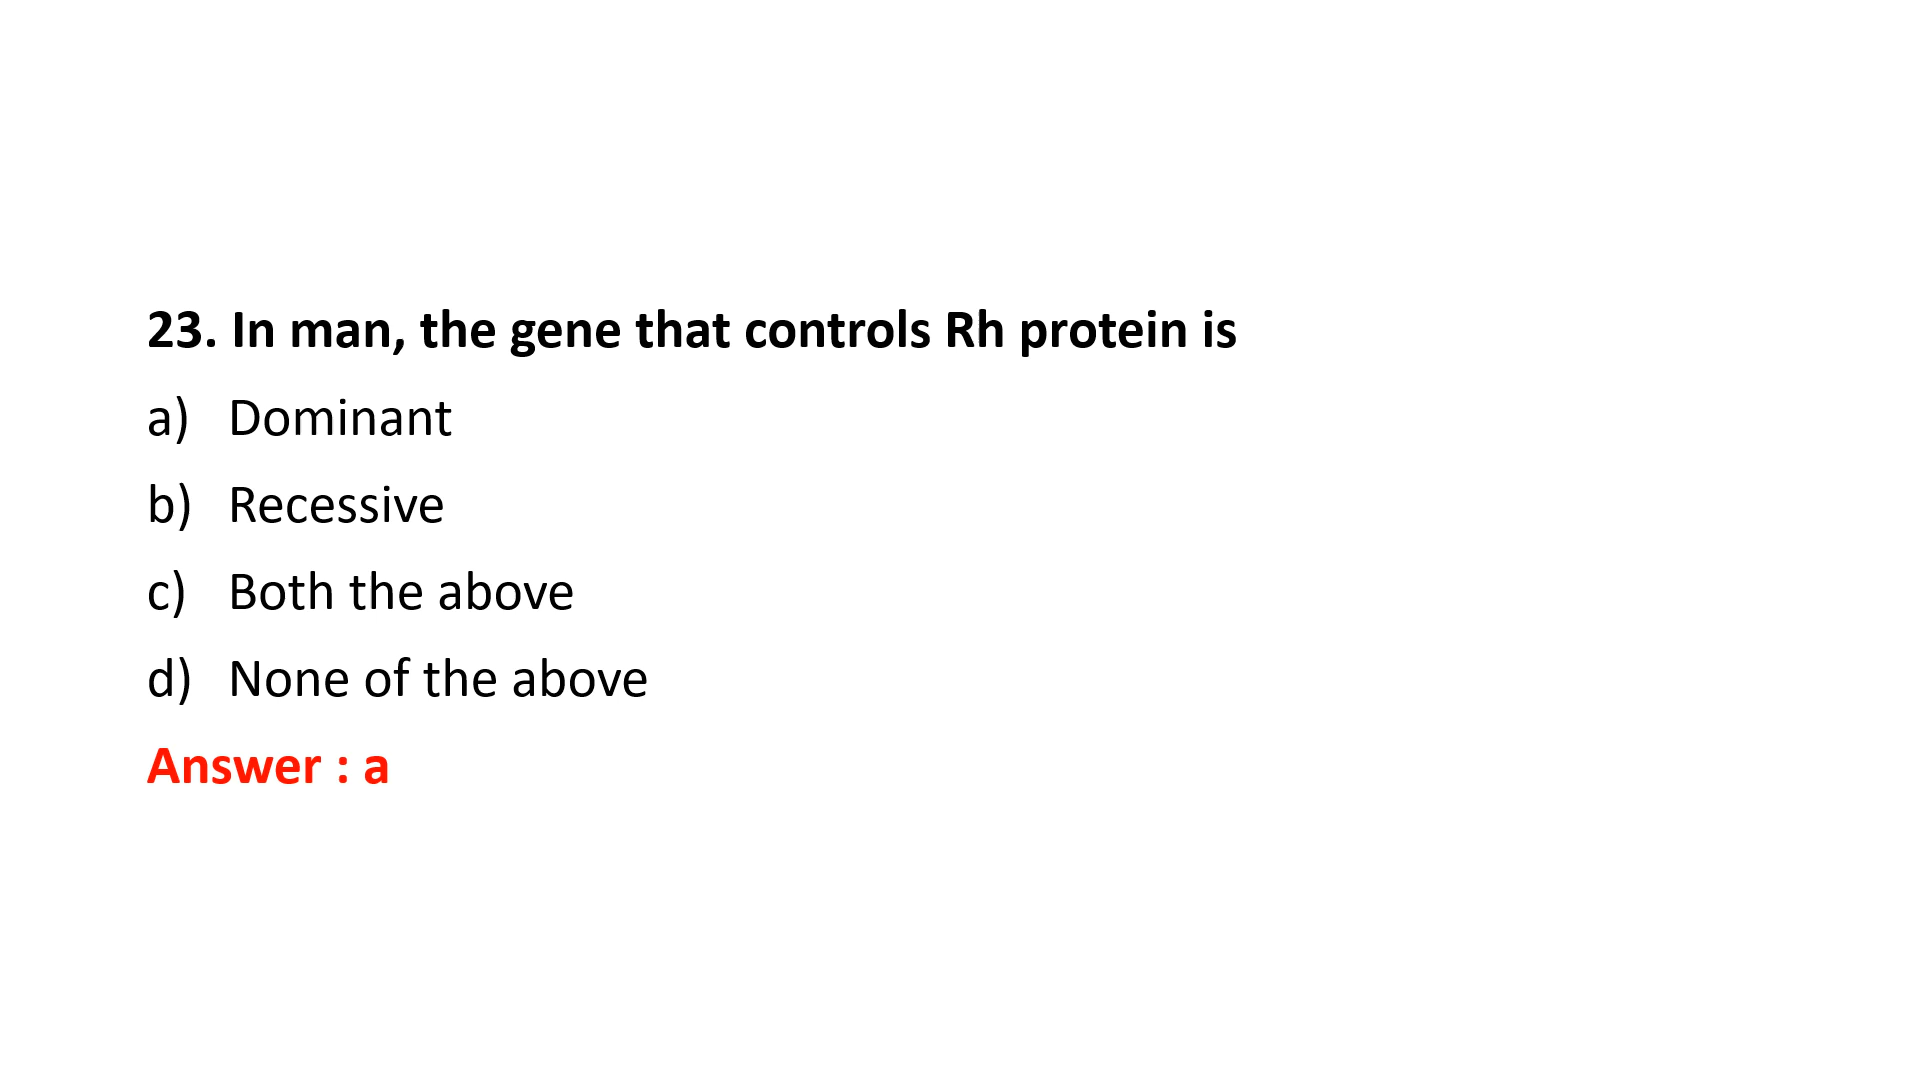 23. In man, the gene that controls Rh protein is
a) Dominant
b) Recessive
c) Both the above
d) None of the above
Answer : a